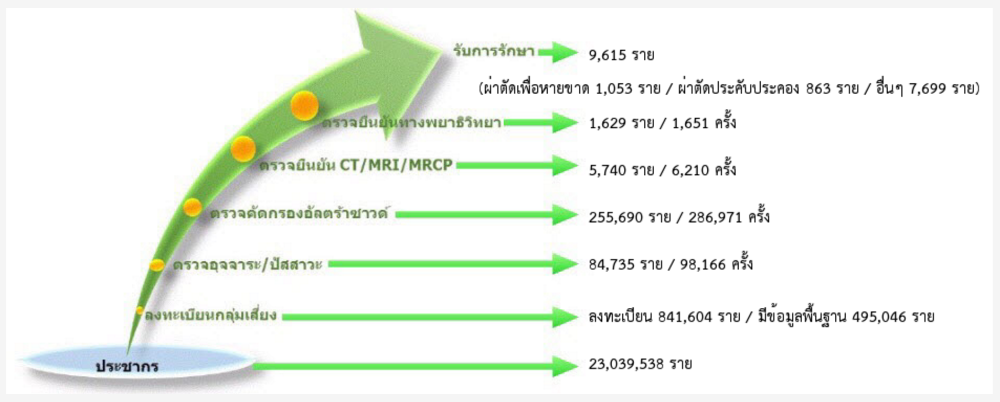 รับการรักษา 9,615 ราย
(ผ่าตัดเพื่อหายขาด 1,053 ราย / ผ่าตัดประคับประคอง 863 ราย / อื่นๆ 7,699 ราย)
ตรวจยืนยันทางพยาธิวิทยา 1,629 ราย / 1,651 ครั้ง
ตรวจยืนยัน CT/MRI/MRCP 5,740 ราย / 6,210 ครั้ง
ตรวจคัดกรองอัลตร้าซาวด์ 255,690 ราย / 286,971 ครั้ง
ตรวจอุจจาระ/ปัสสาวะ 84,735 ราย / 98,166 ครั้ง
ลงทะเบียนกลุ่มเสี่ยง ลงทะเบียน 841,604 ราย / มีข้อมูลพื้นฐาน 495,046 ราย
ประชากร 23,039,538 ราย